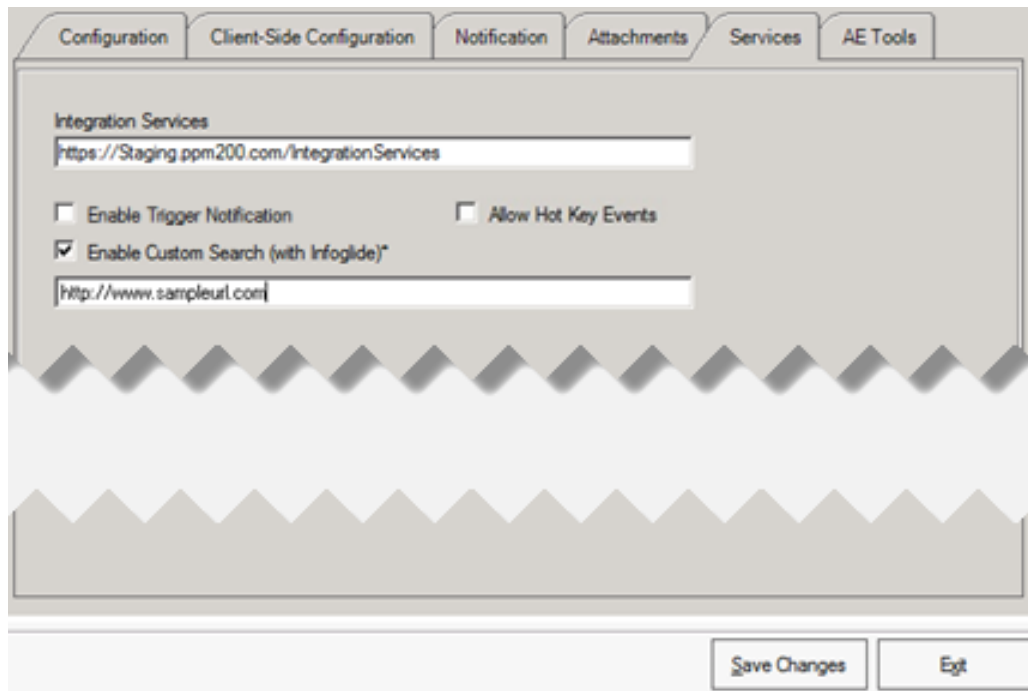 Configuration Client-Side Configuration Notification Attachments Services AE Tools
Integration Services
https://Staging.ppm200.com/IntegrationServices
Enable Trigger Notification Allow Hot Key Events
Enable Custom Search (with Infoglide)*
http://www.sampleurl.com
Save Changes Exit